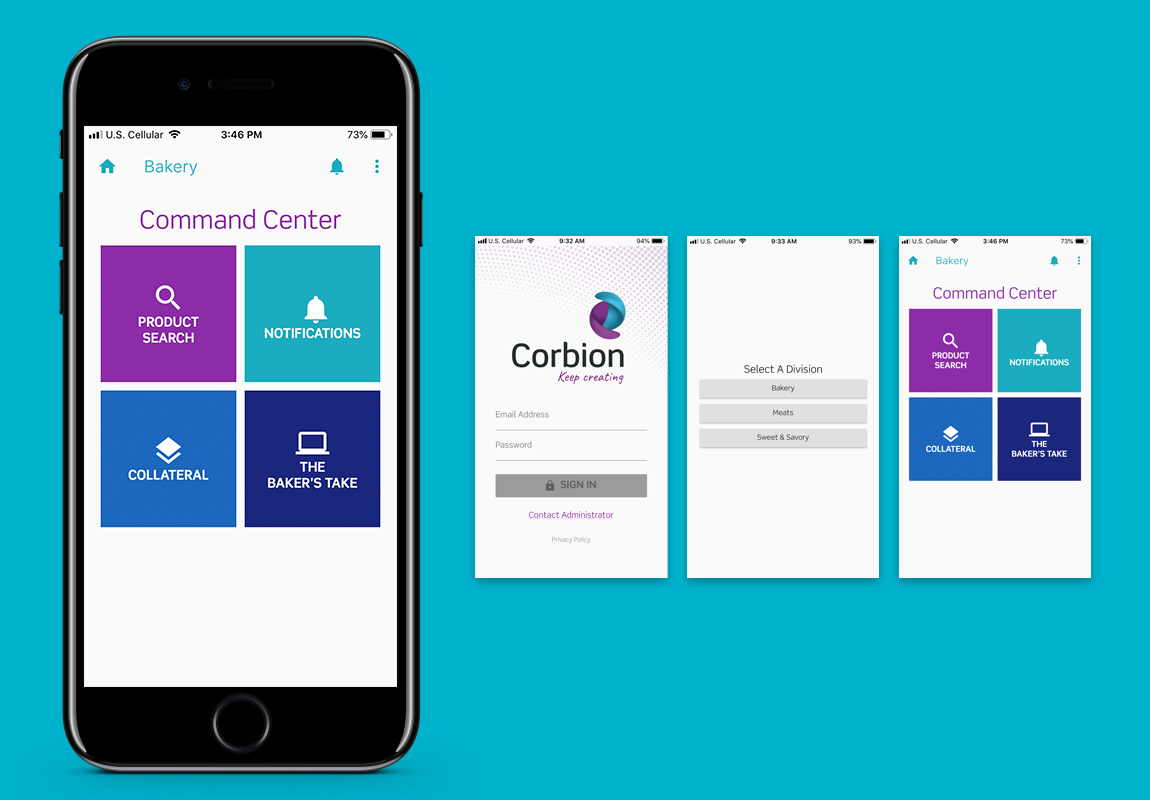 U.S. Cellular 3:46 PM 73%
Bakery
Command Center
PRODUCT
SEARCH
NOTIFICATIONS
COLLATERAL
THE
BAKER'S TAKE
U.S. Cellular 9:32 AM 94%
Corbion
Keep creating
Email Address
Password
SIGN IN
Contact Administrator
Privacy Policy
U.S. Cellular 9:33 AM 93%
Select A Division
Bakery
Meats
Sweet & Savory
U.S. Cellular 3:46 PM 73%
Bakery
Command Center
PRODUCT
SEARCH
NOTIFICATIONS
COLLATERAL
THE
BAKER'S TAKE